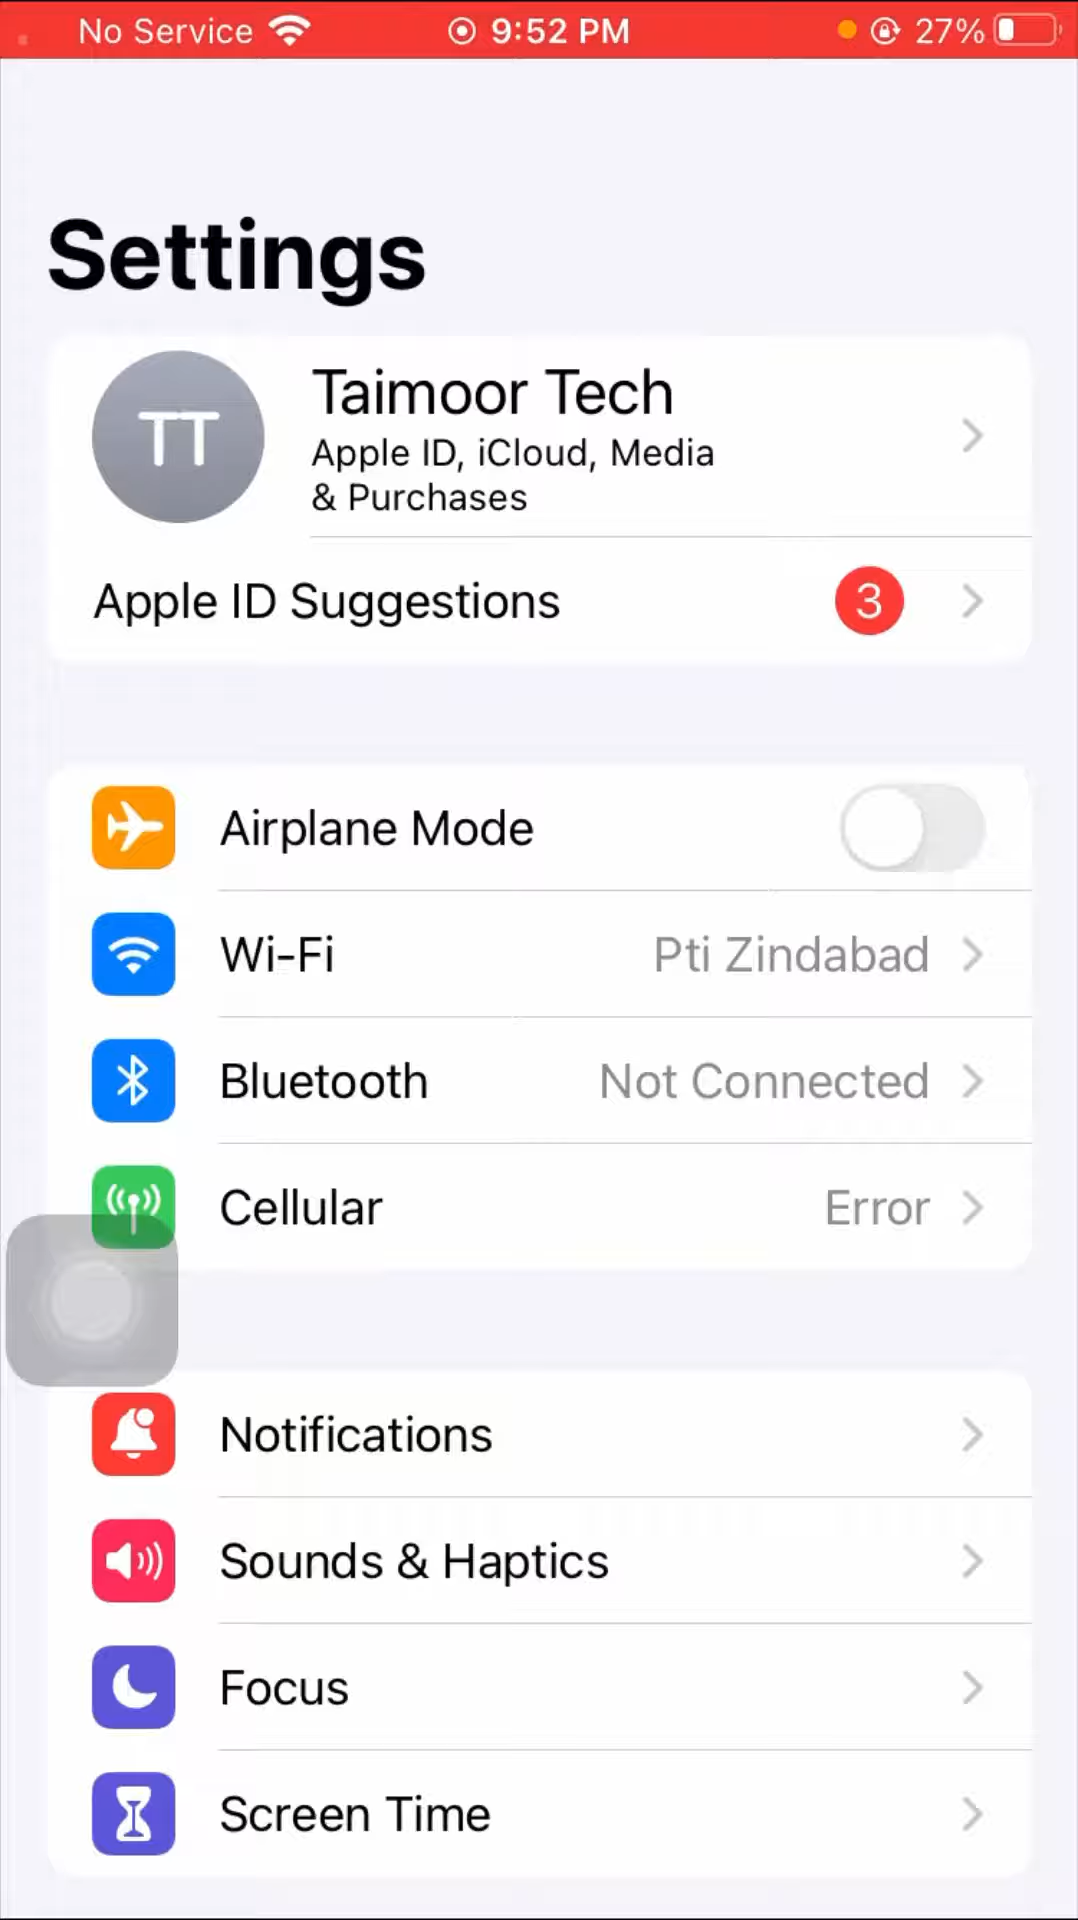 No Service 9:52 PM 27%
Settings
TT
Taimoor Tech
Apple ID, iCloud, Media
& Purchases
Apple ID Suggestions 3
Airplane Mode
Wi-Fi Pti Zindabad
Bluetooth Not Connected
Cellular Error
Notifications
Sounds & Haptics
Focus
Screen Time